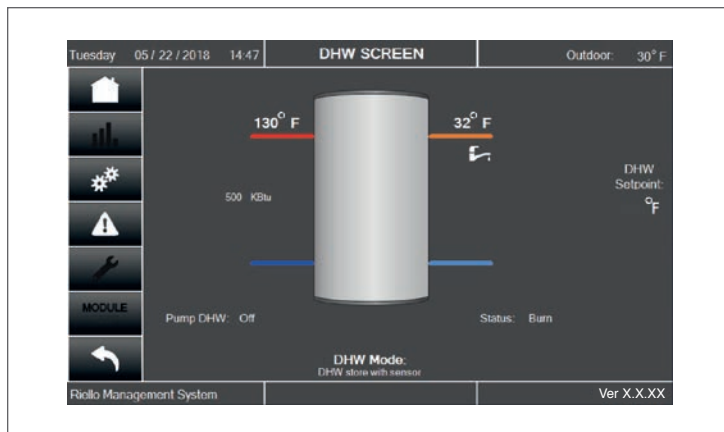 Tuesday 05 / 22 / 2018 14:47 DHW SCREEN Outdoor: 30° F
130° F 32° F
DHW
Setpoint:
°F
500 KBtu
MODULE
Pump DHW: Off Status: Burn
DHW Mode:
DHW store with sensor
Riello Management System Ver X.X.XX